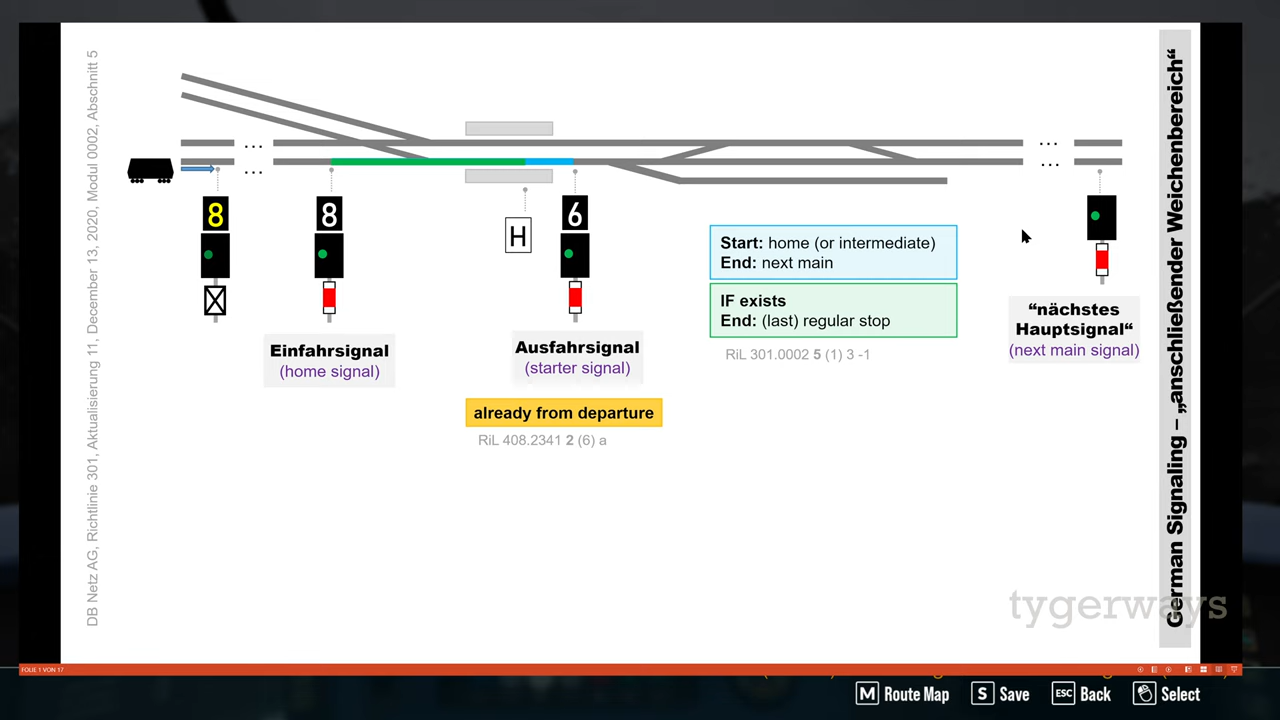 DB Netz AG, Richtlinie 301, Aktualisierung 11, December 13, 2020, Modul 0002, Abschnitt 5
German Signaling – „anschließender Weichenbereich“
... ...
... ...
8 8 6
H
Start: home (or intermediate)
End: next main
IF exists
End: (last) regular stop
RiL 301.0002 5 (1) 3 -1
Einfahrsignal
(home signal)
Ausfahrsignal
(starter signal)
“nächstes
Hauptsignal“
(next main signal)
already from departure
RiL 408.2341 2 (6) a
tygerways
FOLIE 1 VON 17
M Route Map S Save ESC Back Select